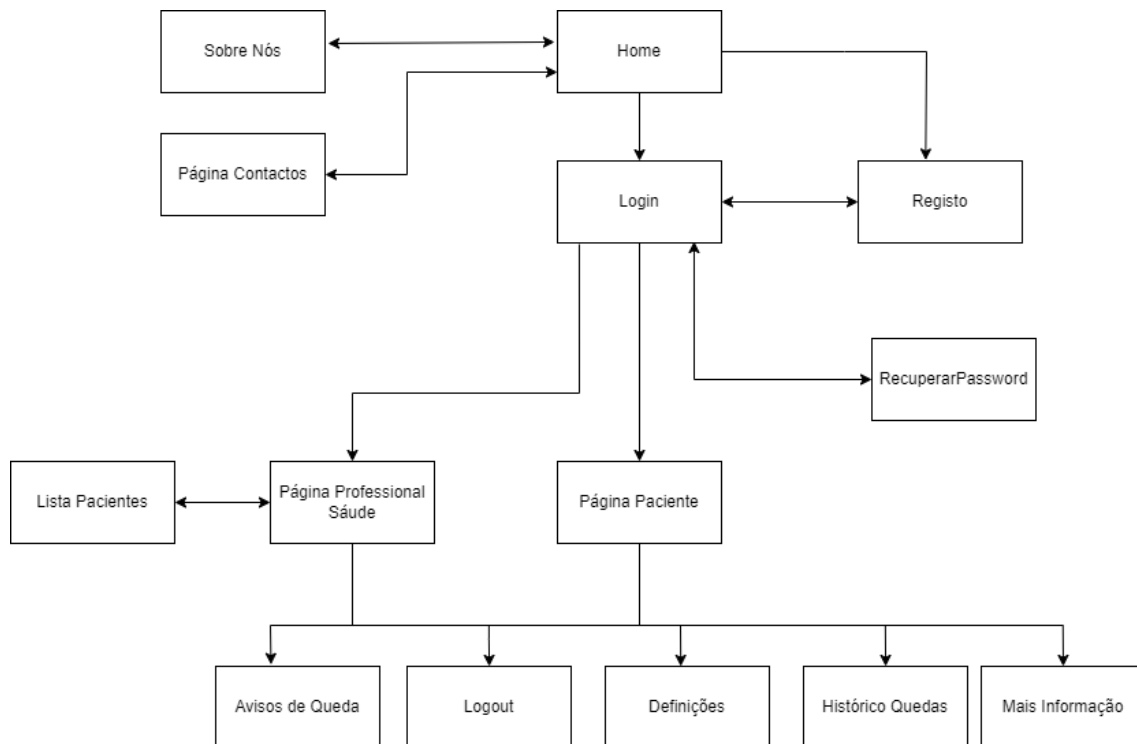 Sobre Nós
Home
Página Contactos
Login
Registo
RecuperarPassword
Lista Pacientes
Página Professional
Sáude
Página Paciente
Avisos de Queda
Logout
Definições
Histórico Quedas
Mais Informação